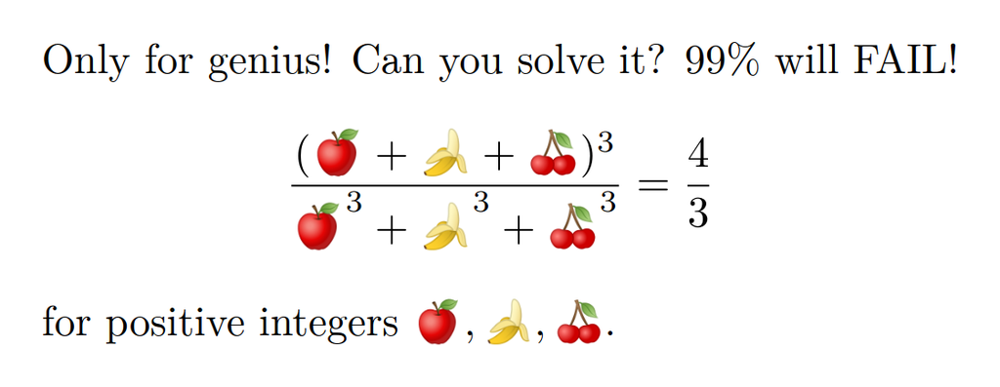 Only for genius! Can you solve it? 99% will FAIL!
(🍎 + 🍌 + 🍒)³ / 🍎³ + 🍌³ + 🍒³ = 4/3
for positive integers 🍎, 🍌, 🍒.